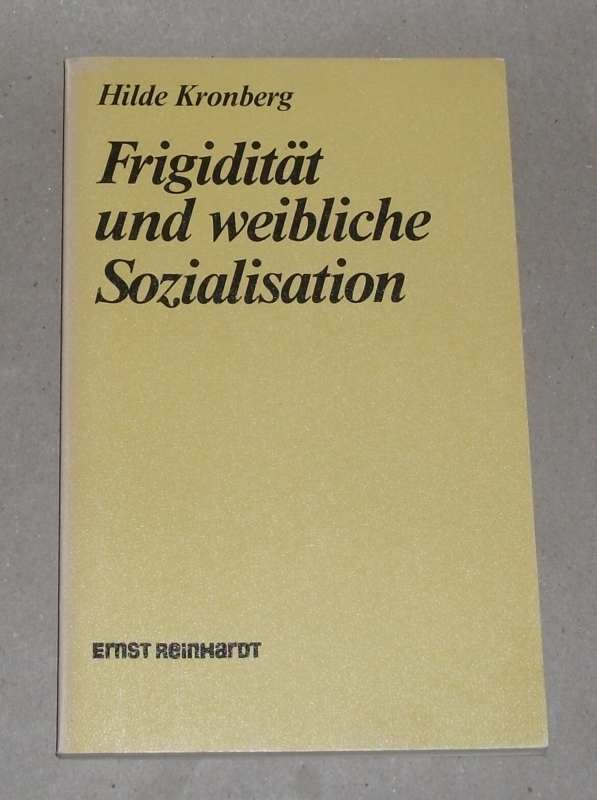 Hilde Kronberg
Frigidität
und weibliche
Sozialisation
Ernst Reinhardt